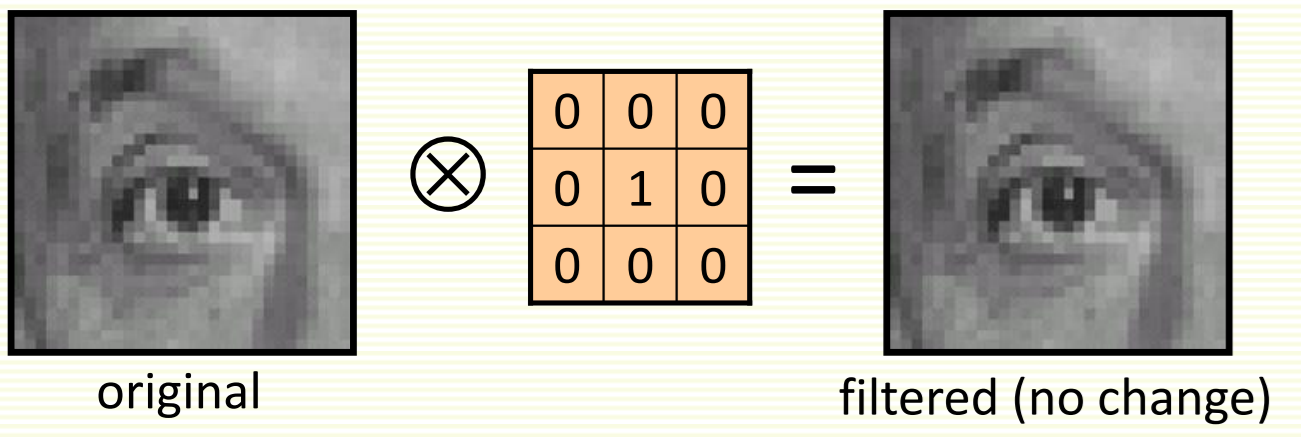 0 0 0
0 1 0
0 0 0
⊗ =
original
filtered (no change)